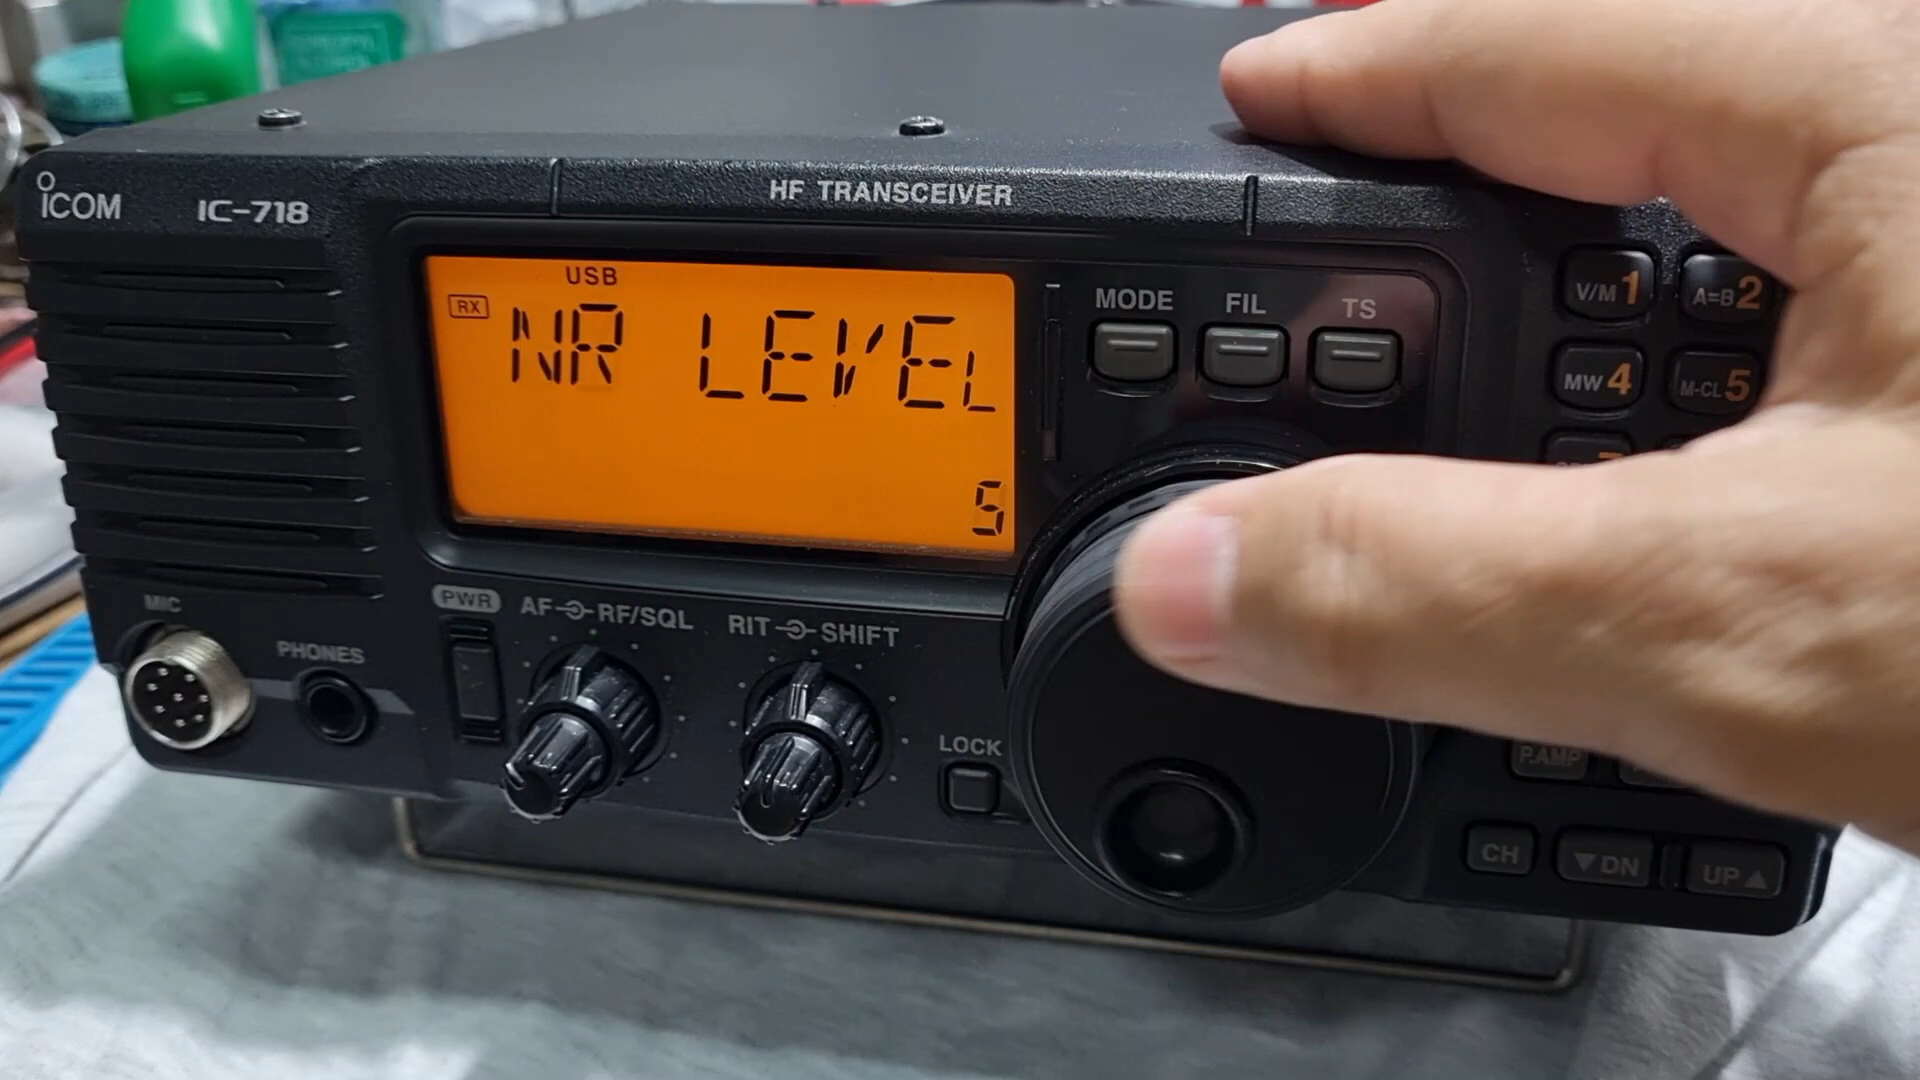 ICOM
IC-718
HF TRANSCEIVER
USB
RX
NR LEVEL
5
MODE
FIL
TS
V/M 1
A=B 2
MW 4
M-CL 5
MIC
PHONES
PWR
AF
RF/SQL
RIT
SHIFT
LOCK
P.AMP
CH
▼DN
UP▲